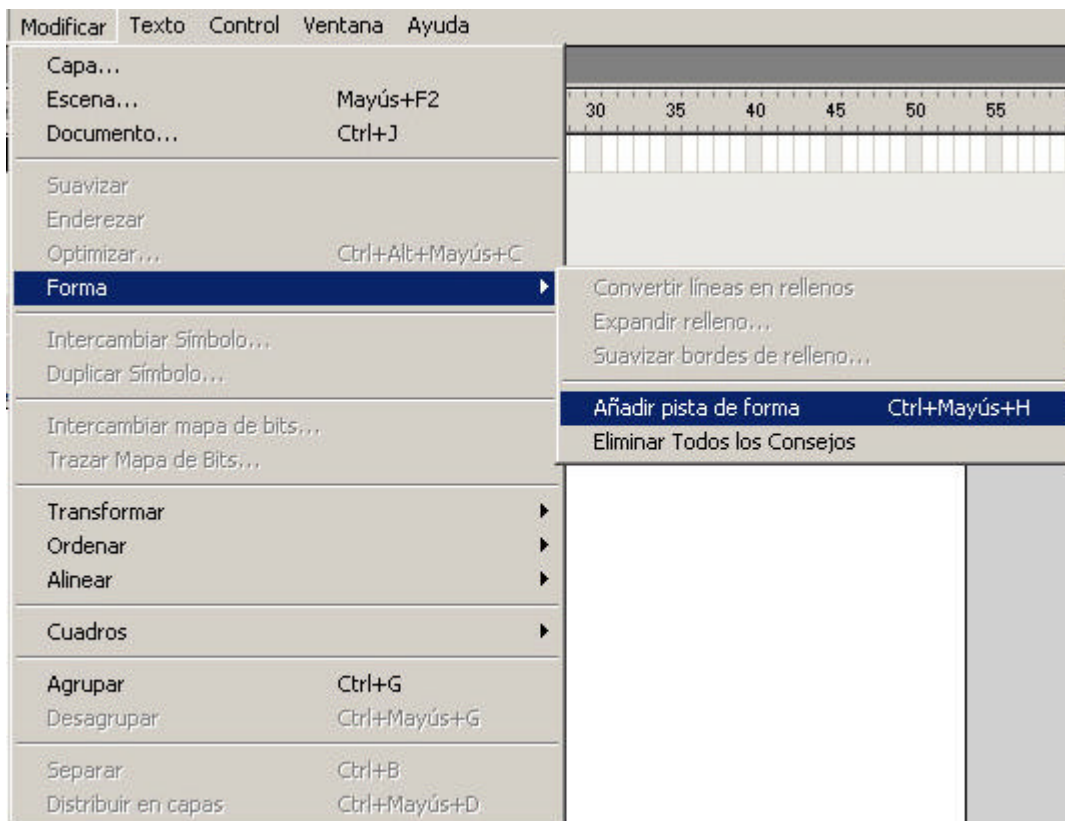 Modificar Texto Control Ventana Ayuda
Capa...
Escena... Mayús+F2
Documento... Ctrl+J
30 35 40 45 50 55
Suavizar
Enderezar
Optimizar... Ctrl+Alt+Mayús+C
Forma
Convertir líneas en rellenos
Expandir relleno...
Suavizar bordes de relleno...
Añadir pista de forma Ctrl+Mayús+H
Eliminar Todos los Consejos
Intercambiar Símbolo...
Duplicar Símbolo...
Intercambiar mapa de bits...
Trazar Mapa de Bits...
Transformar
Ordenar
Alinear
Cuadros
Agrupar Ctrl+G
Desagrupar Ctrl+Mayús+G
Separar Ctrl+B
Distribuir en capas Ctrl+Mayús+D